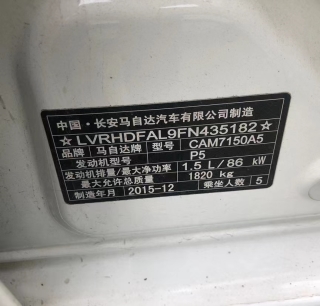 中国·长安马自达汽车有限公司制造
☆LVRHDFAL9FN435182☆
品牌 马自达牌 型号 CAM7150A5
发动机型号 P5
发动机排量/最大净功率 1.5 L/86 kW
最大允许总质量 1820 kg
制造年月 2015-12 乘坐人数 5